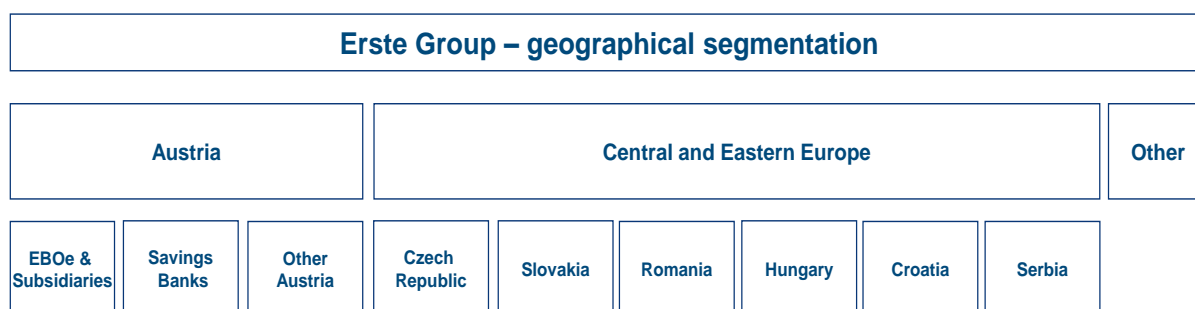 Erste Group – geographical segmentation
Austria
Central and Eastern Europe
Other
EBOe &
Subsidiaries
Savings
Banks
Other
Austria
Czech
Republic
Slovakia
Romania
Hungary
Croatia
Serbia